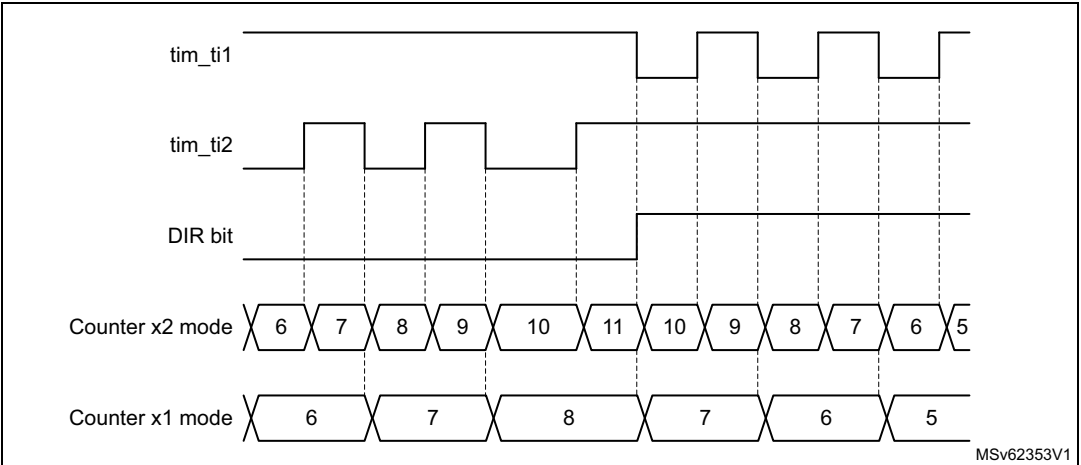 tim_ti1
tim_ti2
DIR bit
Counter x2 mode 6 7 8 9 10 11 10 9 8 7 6 5
Counter x1 mode 6 7 8 7 6 5
MSv62353V1